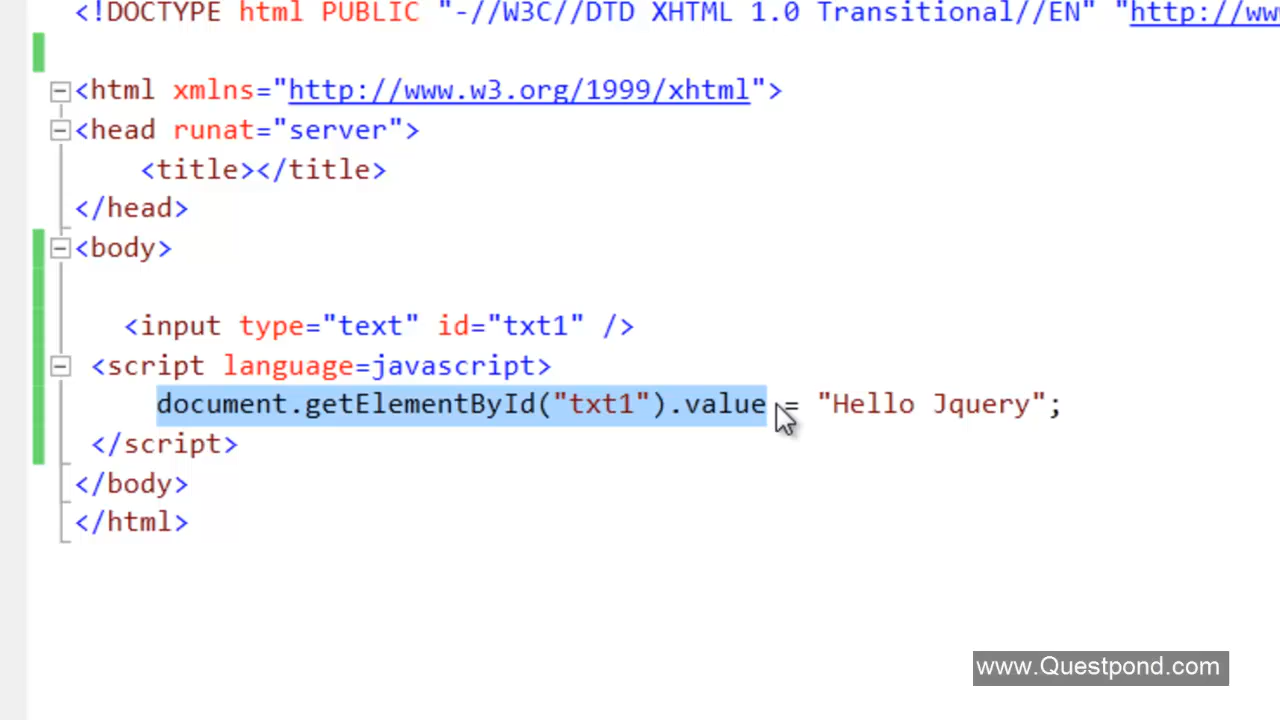 <!DOCTYPE html PUBLIC "-//W3C//DTD XHTML 1.0 Transitional//EN" "http://www
<html xmlns="http://www.w3.org/1999/xhtml">
<head runat="server">
<title></title>
</head>
<body>
<input type="text" id="txt1" />
<script language=javascript>
document.getElementById("txt1").value = "Hello Jquery";
</script>
</body>
</html>
www.Questpond.com